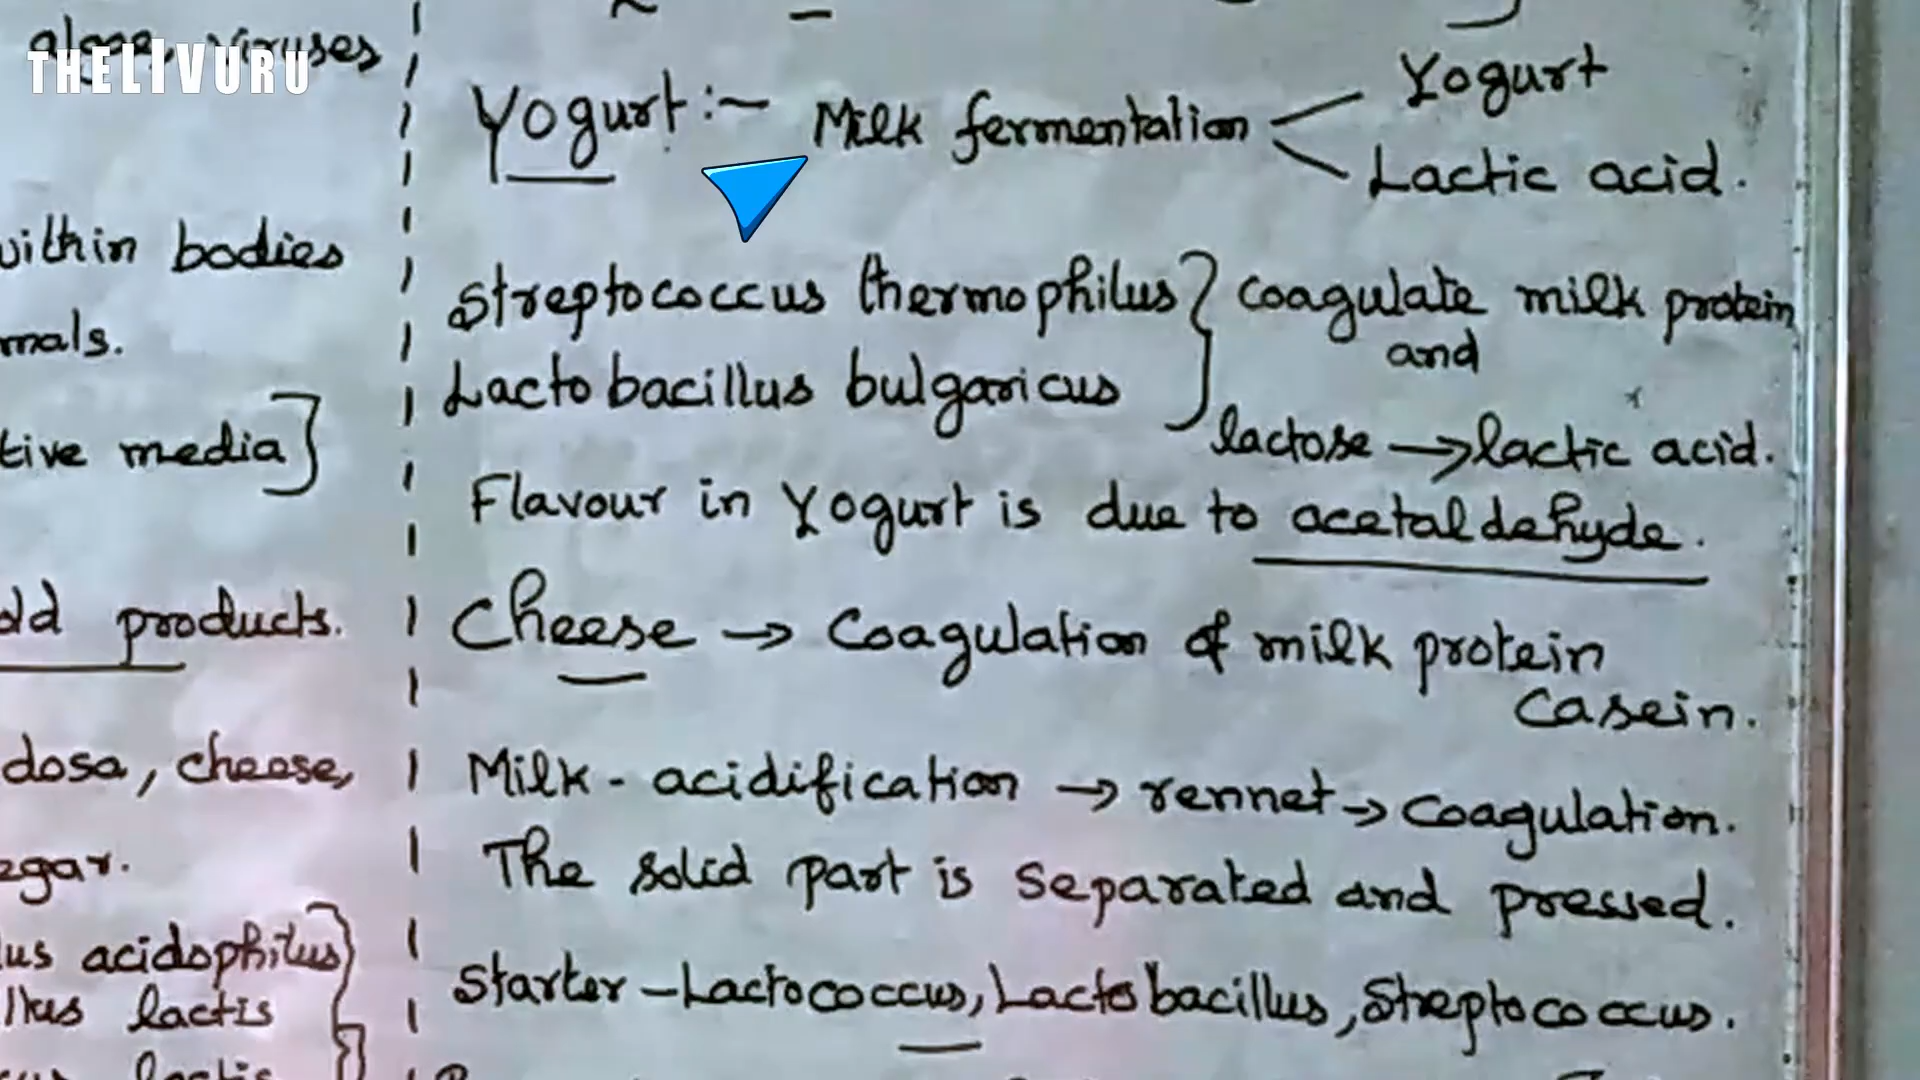 THELIVURU
algae, viruses
within bodies
mals.
tive media}
products.
dosa, cheese,
egar.
lus acidophilus
llus lactis
lactis
Yogurt :~ Milk fermentation
Yogurt
Lactic acid.
Streptococcus thermophilus } coagulate milk protein
and
Lactobacillus bulgaricus
lactose → lactic acid.
Flavour in Yogurt is due to acetaldehyde.
Cheese → Coagulation of milk protein
Casein.
Milk - acidification → rennet → coagulation.
The solid part is separated and pressed.
Starter - Lactococcus, Lactobacillus, Streptococcus.